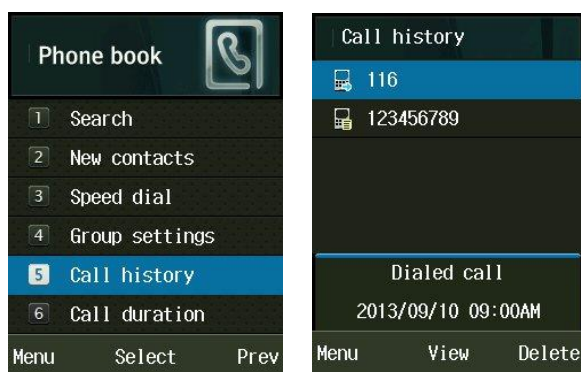 Phone book
1 Search
2 New contacts
3 Speed dial
4 Group settings
5 Call history
6 Call duration
Menu Select Prev
Call history
116
123456789
Dialed call
2013/09/10 09:00AM
Menu View Delete